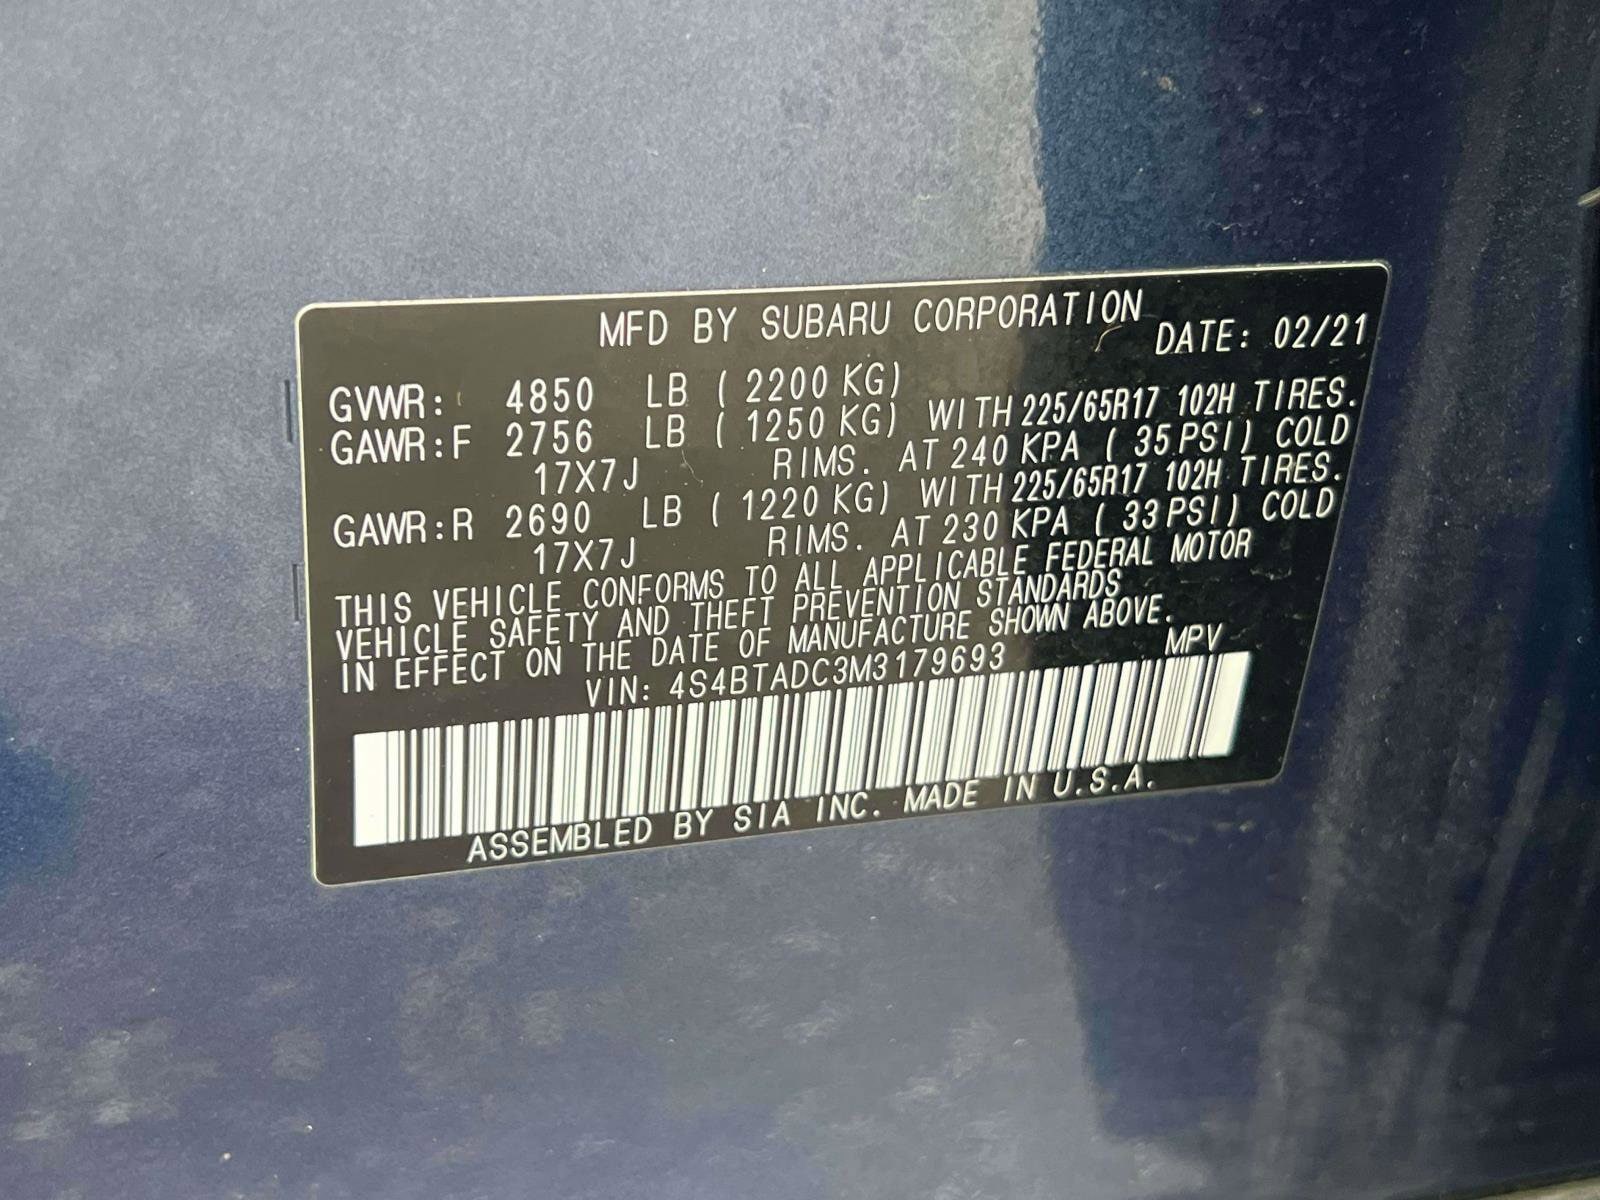 MFD BY SUBARU CORPORATION DATE: 02/21
GVWR: 4850 LB ( 2200 KG)
GAWR:F 2756 LB ( 1250 KG) WITH 225/65R17 102H TIRES.
17X7J RIMS. AT 240 KPA ( 35 PSI) COLD
GAWR:R 2690 LB ( 1220 KG) WITH 225/65R17 102H TIRES.
17X7J RIMS. AT 230 KPA ( 33 PSI) COLD
THIS VEHICLE CONFORMS TO ALL APPLICABLE FEDERAL MOTOR
VEHICLE SAFETY AND THEFT PREVENTION STANDARDS
IN EFFECT ON THE DATE OF MANUFACTURE SHOWN ABOVE.
VIN: 4S4BTADC3M3179693 MPV
ASSEMBLED BY SIA INC. MADE IN U.S.A.